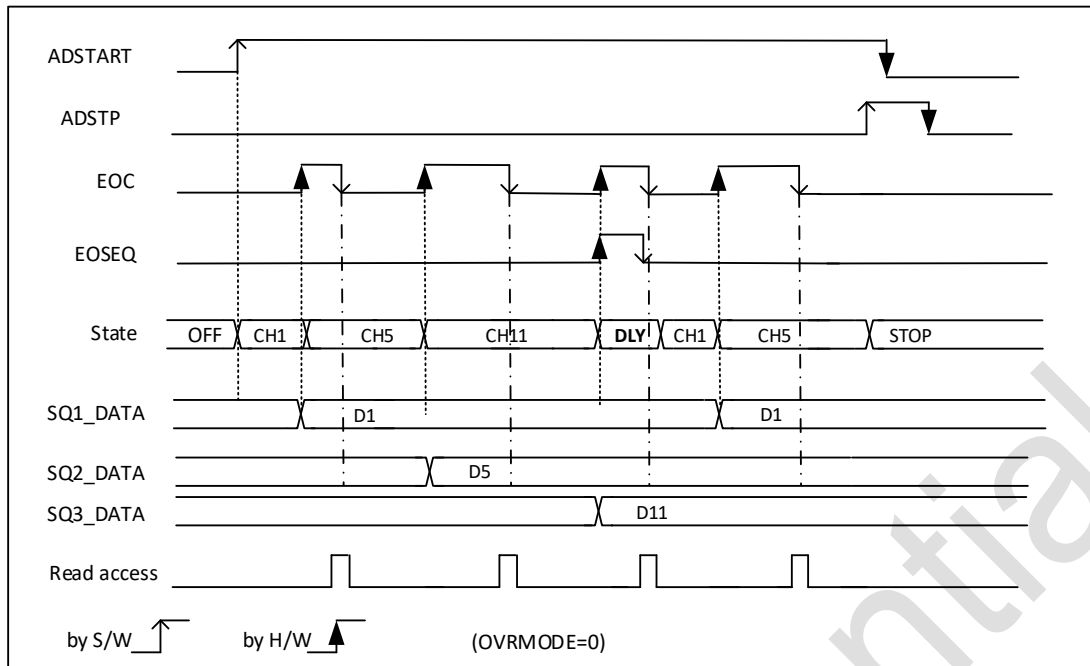 ADSTART
ADSTP
EOC
EOSEQ
State OFF CH1 CH5 CH11 DLY CH1 CH5 STOP
SQ1_DATA D1 D1
SQ2_DATA D5
SQ3_DATA D11
Read access
by S/W by H/W (OVRMODE=0)
ntial